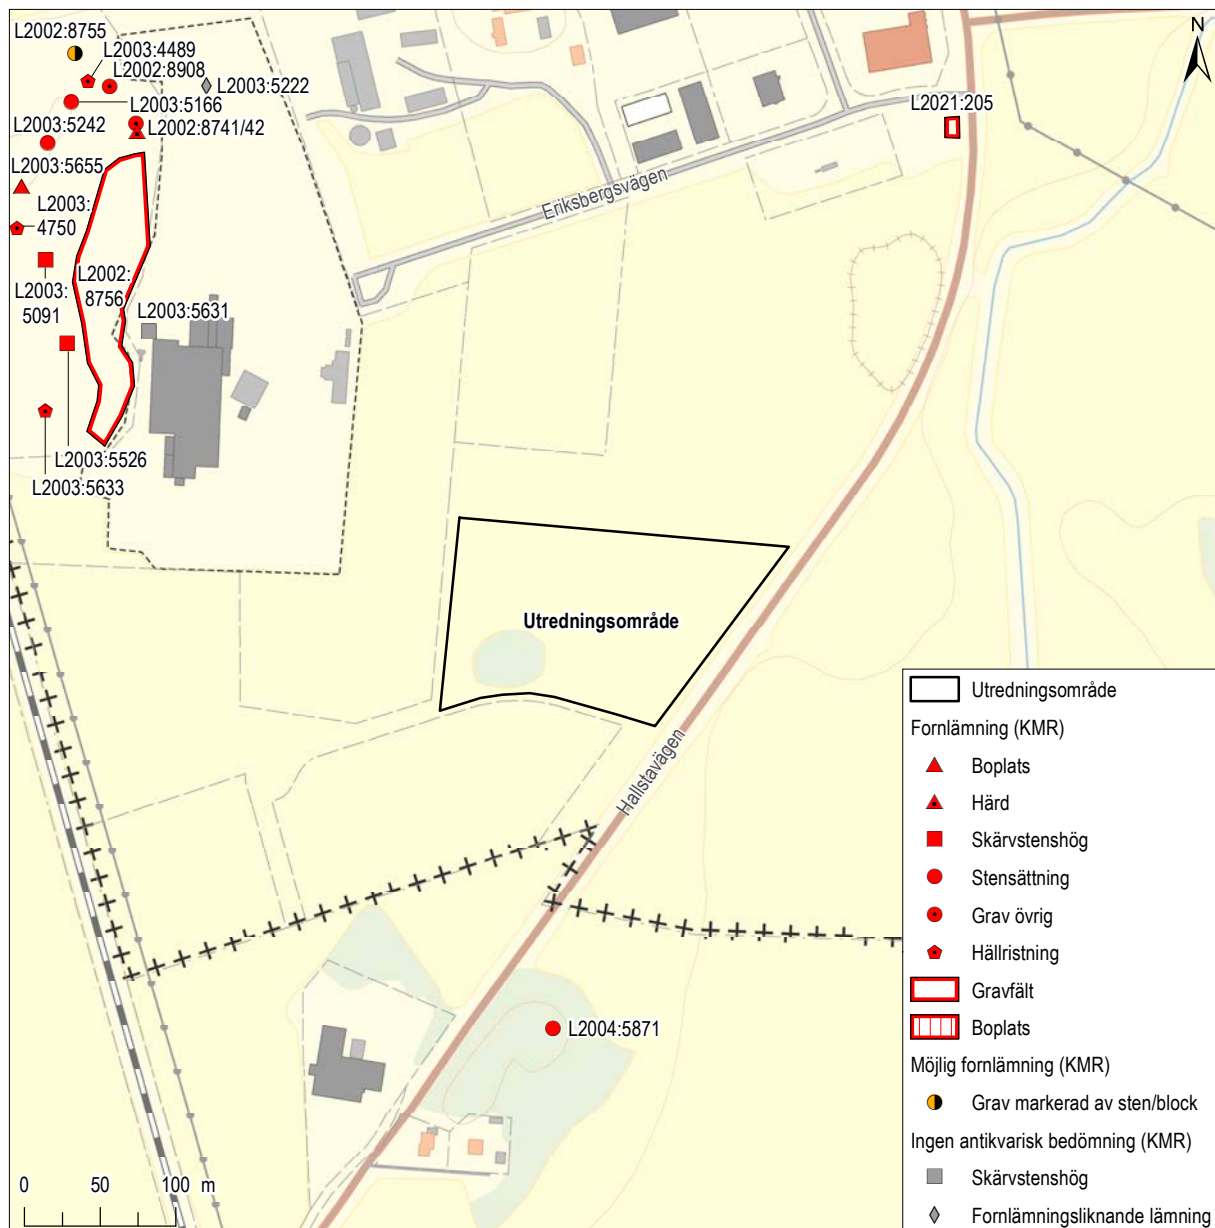 L2002:8755
L2003:4489
L2002:8908
L2003:5222
L2003:5166
L2002:8741/42
L2003:5242
L2003:5655
L2003:
4750
L2002:
8756
L2003:
5091
L2003:5631
L2003:5526
L2003:5633
N
L2021:205
Eriksbergsvägen
Utredningsområde
Hallstavägen
L2004:5871
0 50 100 m
Utredningsområde
Fornlämning (KMR)
Boplats
Härd
Skärvstenshög
Stensättning
Grav övrig
Hällristning
Gravfält
Boplats
Möjlig fornlämning (KMR)
Grav markerad av sten/block
Ingen antikvarisk bedömning (KMR)
Skärvstenshög
Fornlämningsliknande lämning